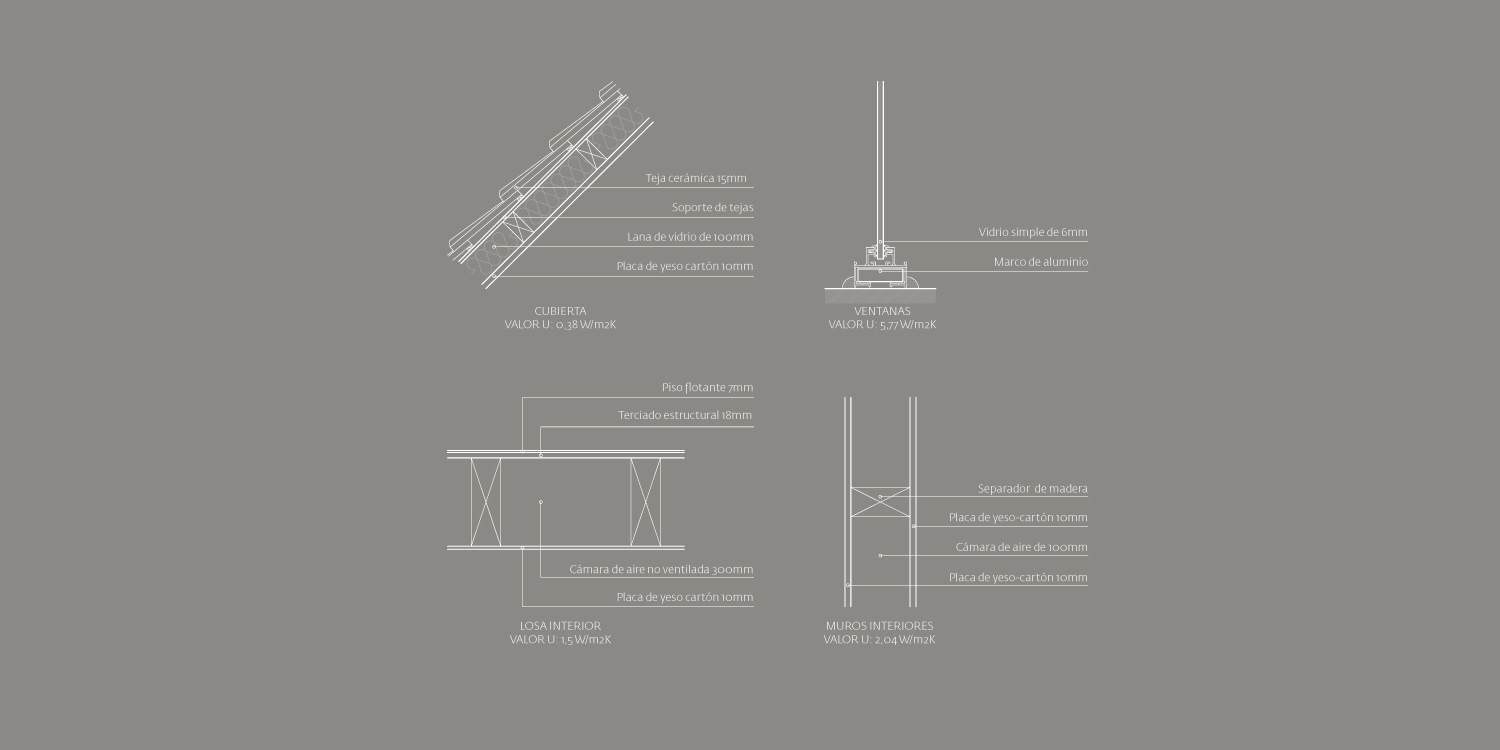 Teja cerámica 15mm
Soporte de tejas
Lana de vidrio de 100mm
Placa de yeso cartón 10mm
CUBIERTA
VALOR U: 0,38 W/m2K
Vidrio simple de 6mm
Marco de aluminio
VENTANAS
VALOR U: 5,77 W/m2K
Piso flotante 7mm
Terciado estructural 18mm
Cámara de aire no ventilada 300mm
Placa de yeso cartón 10mm
LOSA INTERIOR
VALOR U: 1,5 W/m2K
Separador de madera
Placa de yeso-cartón 10mm
Cámara de aire de 100mm
Placa de yeso-cartón 10mm
MUROS INTERIORES
VALOR U: 2,04 W/m2K